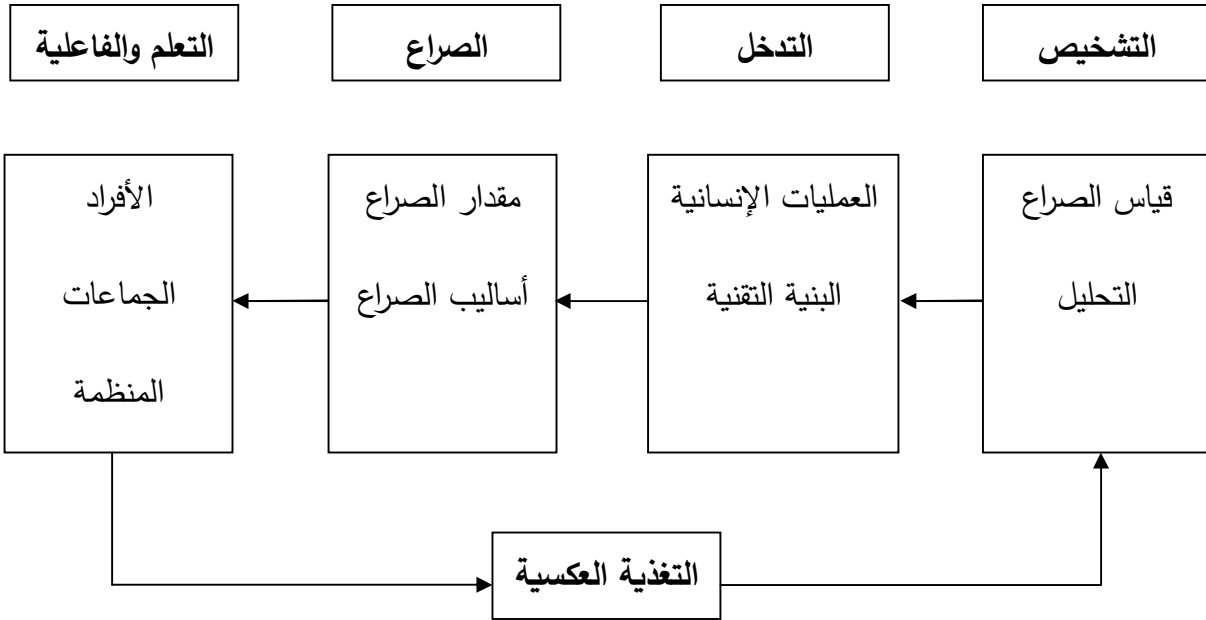 التشخيص
التدخل
الصراع
التعلم والفاعلية
قياس الصراع
التحليل
العمليات الإنسانية
البنية التقنية
مقدار الصراع
أساليب الصراع
الأفراد
الجماعات
المنظمة
التغذية العكسية